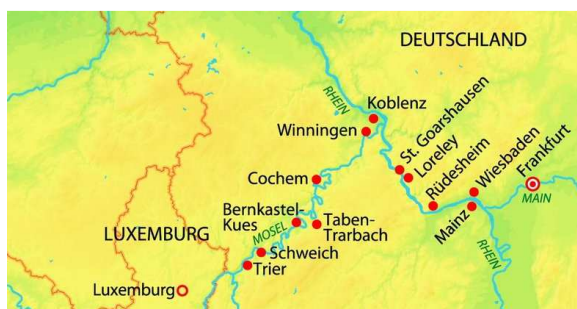 DEUTSCHLAND
RHEIN
Koblenz
Winningen
St. Goarshausen
Loreley
Rüdesheim
Wiesbaden
Frankfurt
MAIN
Mainz
RHEIN
Cochem
Bernkastel-
Kues
MOSEL
Taben-
Trarbach
LUXEMBURG
Schweich
Trier
Luxemburg